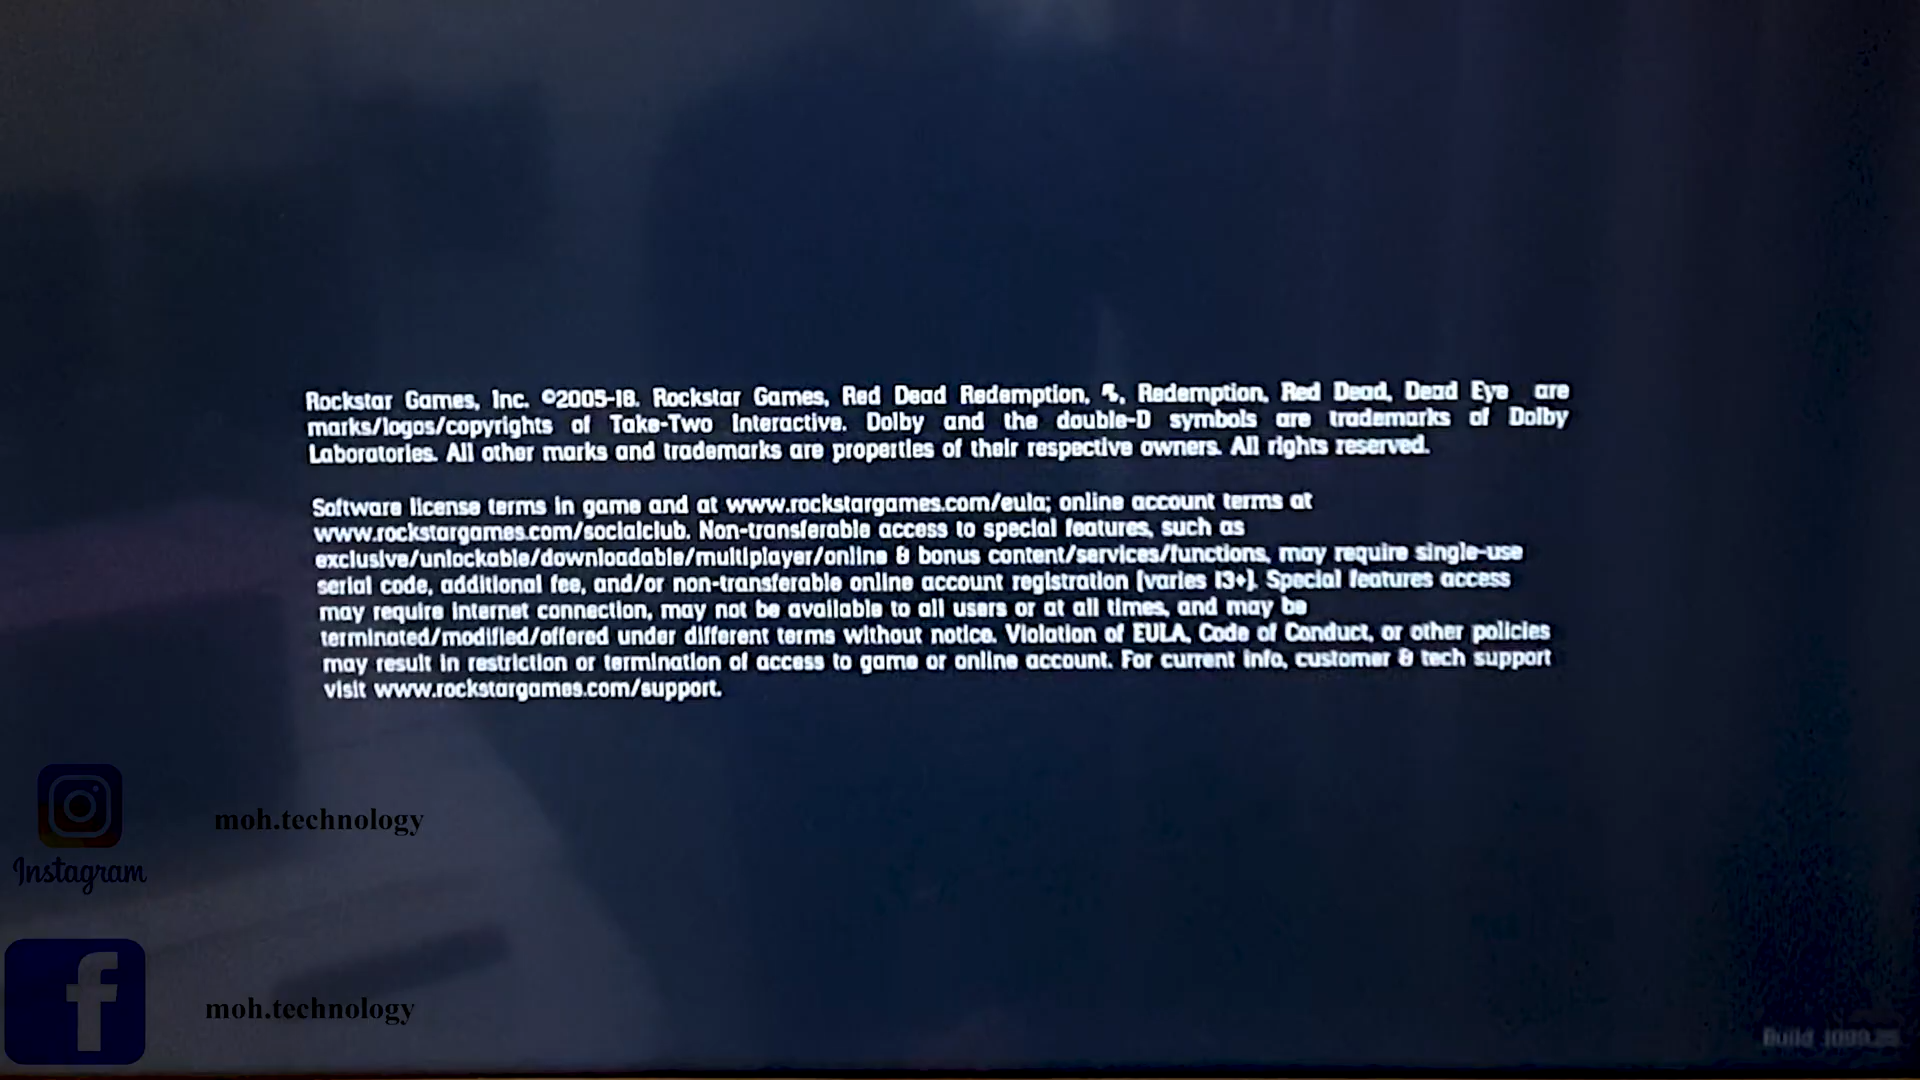 Rockstar Games, Inc. ©2005-18. Rockstar Games, Red Dead Redemption, R*, Redemption, Red Dead, Dead Eye are
marks/logos/copyrights of Take-Two Interactive. Dolby and the double-D symbols are trademarks of Dolby
Laboratories. All other marks and trademarks are properties of their respective owners. All rights reserved.
Software license terms in game and at www.rockstargames.com/eula; online account terms at
www.rockstargames.com/socialclub. Non-transferable access to special features, such as
exclusive/unlockable/downloadable/multiplayer/online & bonus content/services/functions, may require single-use
serial code, additional fee, and/or non-transferable online account registration (varies 13+). Special features access
may require internet connection, may not be available to all users or at all times, and may be
terminated/modified/offered under different terms without notice. Violation of EULA, Code of Conduct, or other policies
may result in restriction or termination of access to game or online account. For current info, customer & tech support
visit www.rockstargames.com/support.
moh.technology
Instagram
moh.technology
Build